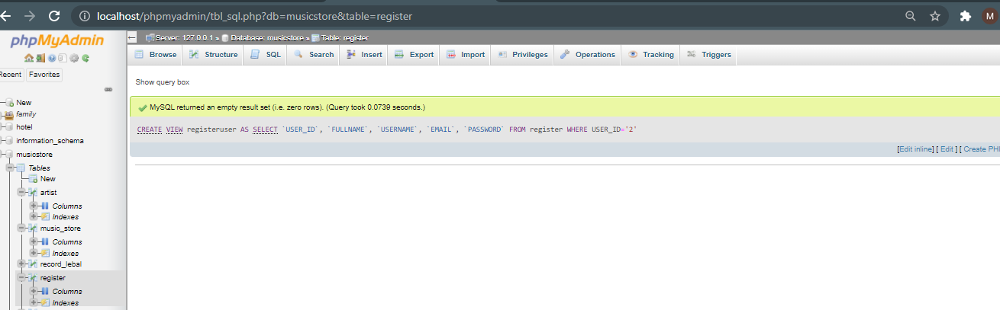 localhost/phpmyadmin/tbl_sql.php?db=musicstore&table=register
M
phpMyAdmin
Recent Favorites
New
family
hotel
information_schema
musicstore
Tables
New
artist
Columns
Indexes
music_store
Columns
Indexes
record_lebal
register
Columns
Indexes
Server: 127.0.0.1 » Database: musicstore » Table: register
Browse Structure SQL Search Insert Export Import Privileges Operations Tracking Triggers
Show query box
MySQL returned an empty result set (i.e. zero rows). (Query took 0.0739 seconds.)
CREATE VIEW registeruser AS SELECT `USER_ID`, `FULLNAME`, `USERNAME`, `EMAIL`, `PASSWORD` FROM register WHERE USER_ID='2'
[Edit inline] [ Edit ] [ Create PH